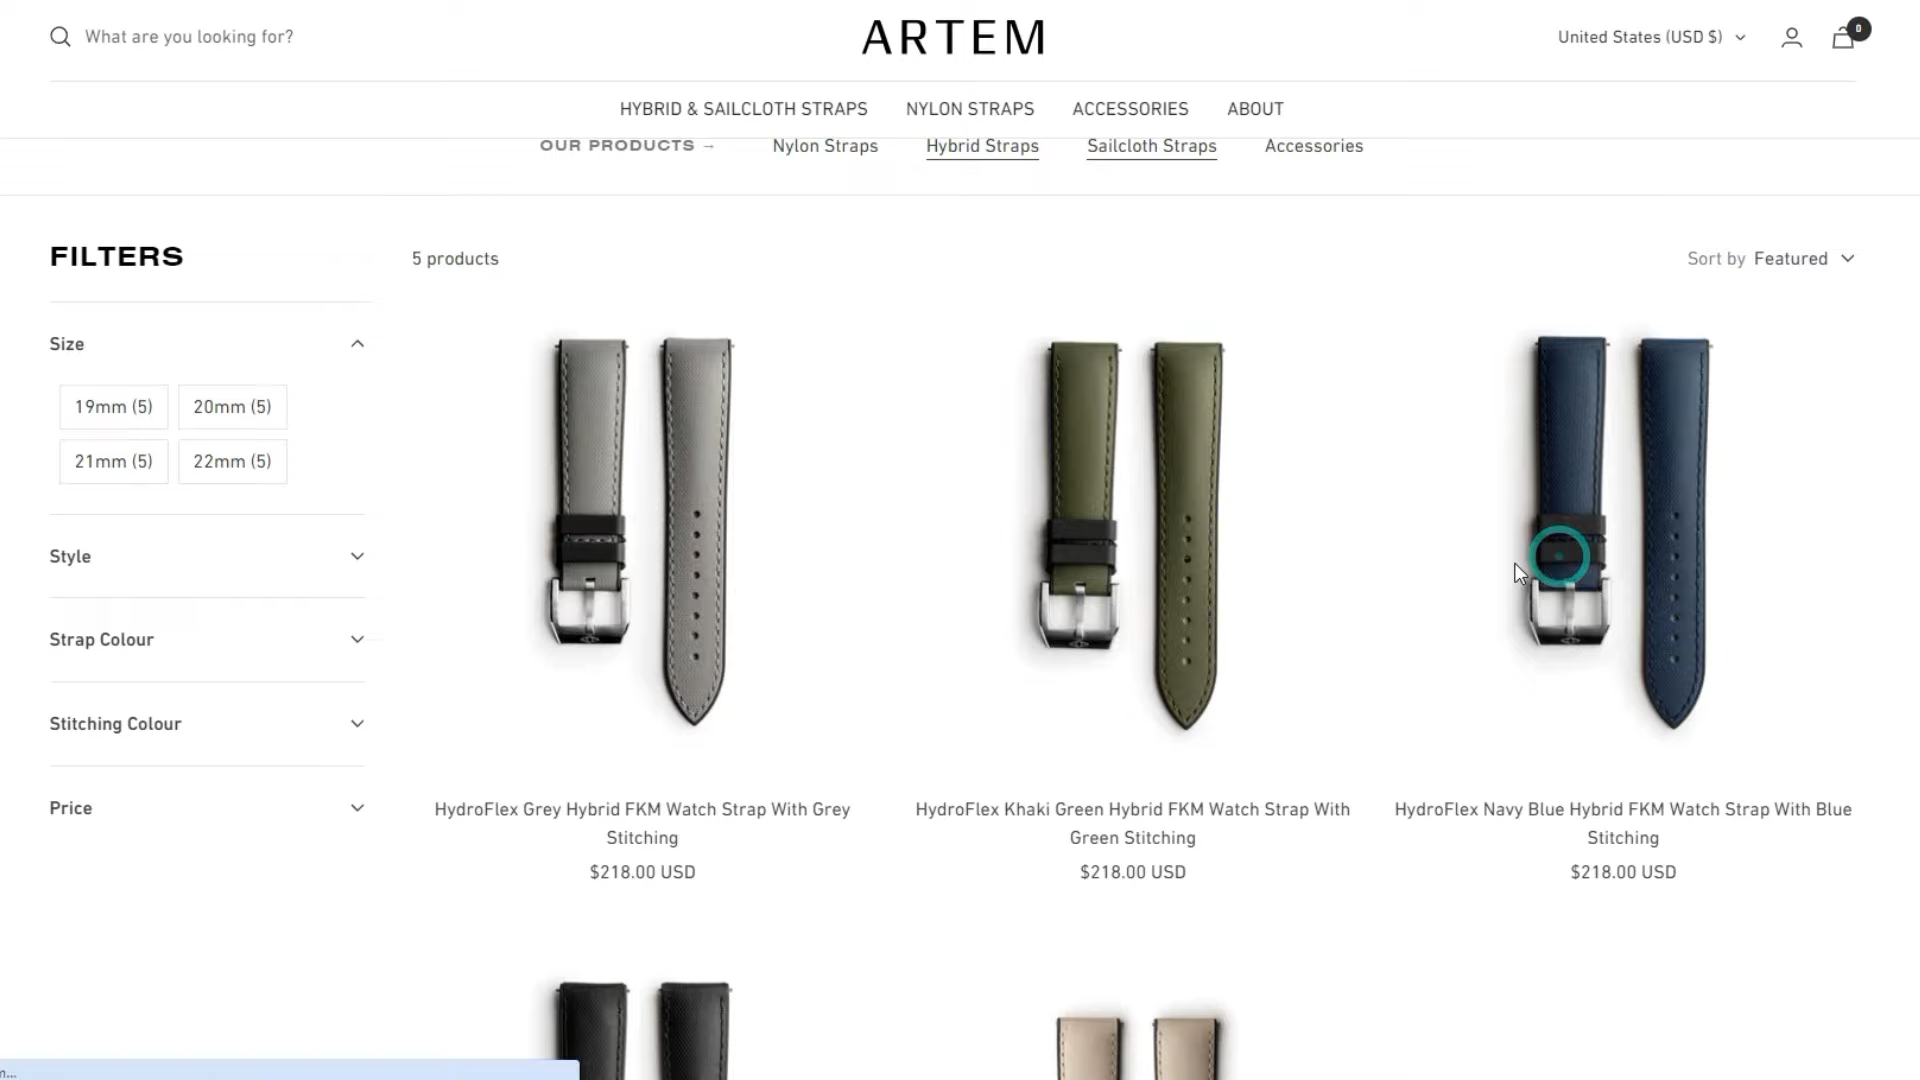 What are you looking for?
ARTEM
United States (USD $)
0
HYBRID & SAILCLOTH STRAPS
NYLON STRAPS
ACCESSORIES
ABOUT
OUR PRODUCTS →
Nylon Straps
Hybrid Straps
Sailcloth Straps
Accessories
FILTERS
5 products
Sort by Featured
Size
19mm (5)
20mm (5)
21mm (5)
22mm (5)
Style
Strap Colour
Stitching Colour
Price
HydroFlex Grey Hybrid FKM Watch Strap With Grey
Stitching
$218.00 USD
HydroFlex Khaki Green Hybrid FKM Watch Strap With
Green Stitching
$218.00 USD
HydroFlex Navy Blue Hybrid FKM Watch Strap With Blue
Stitching
$218.00 USD